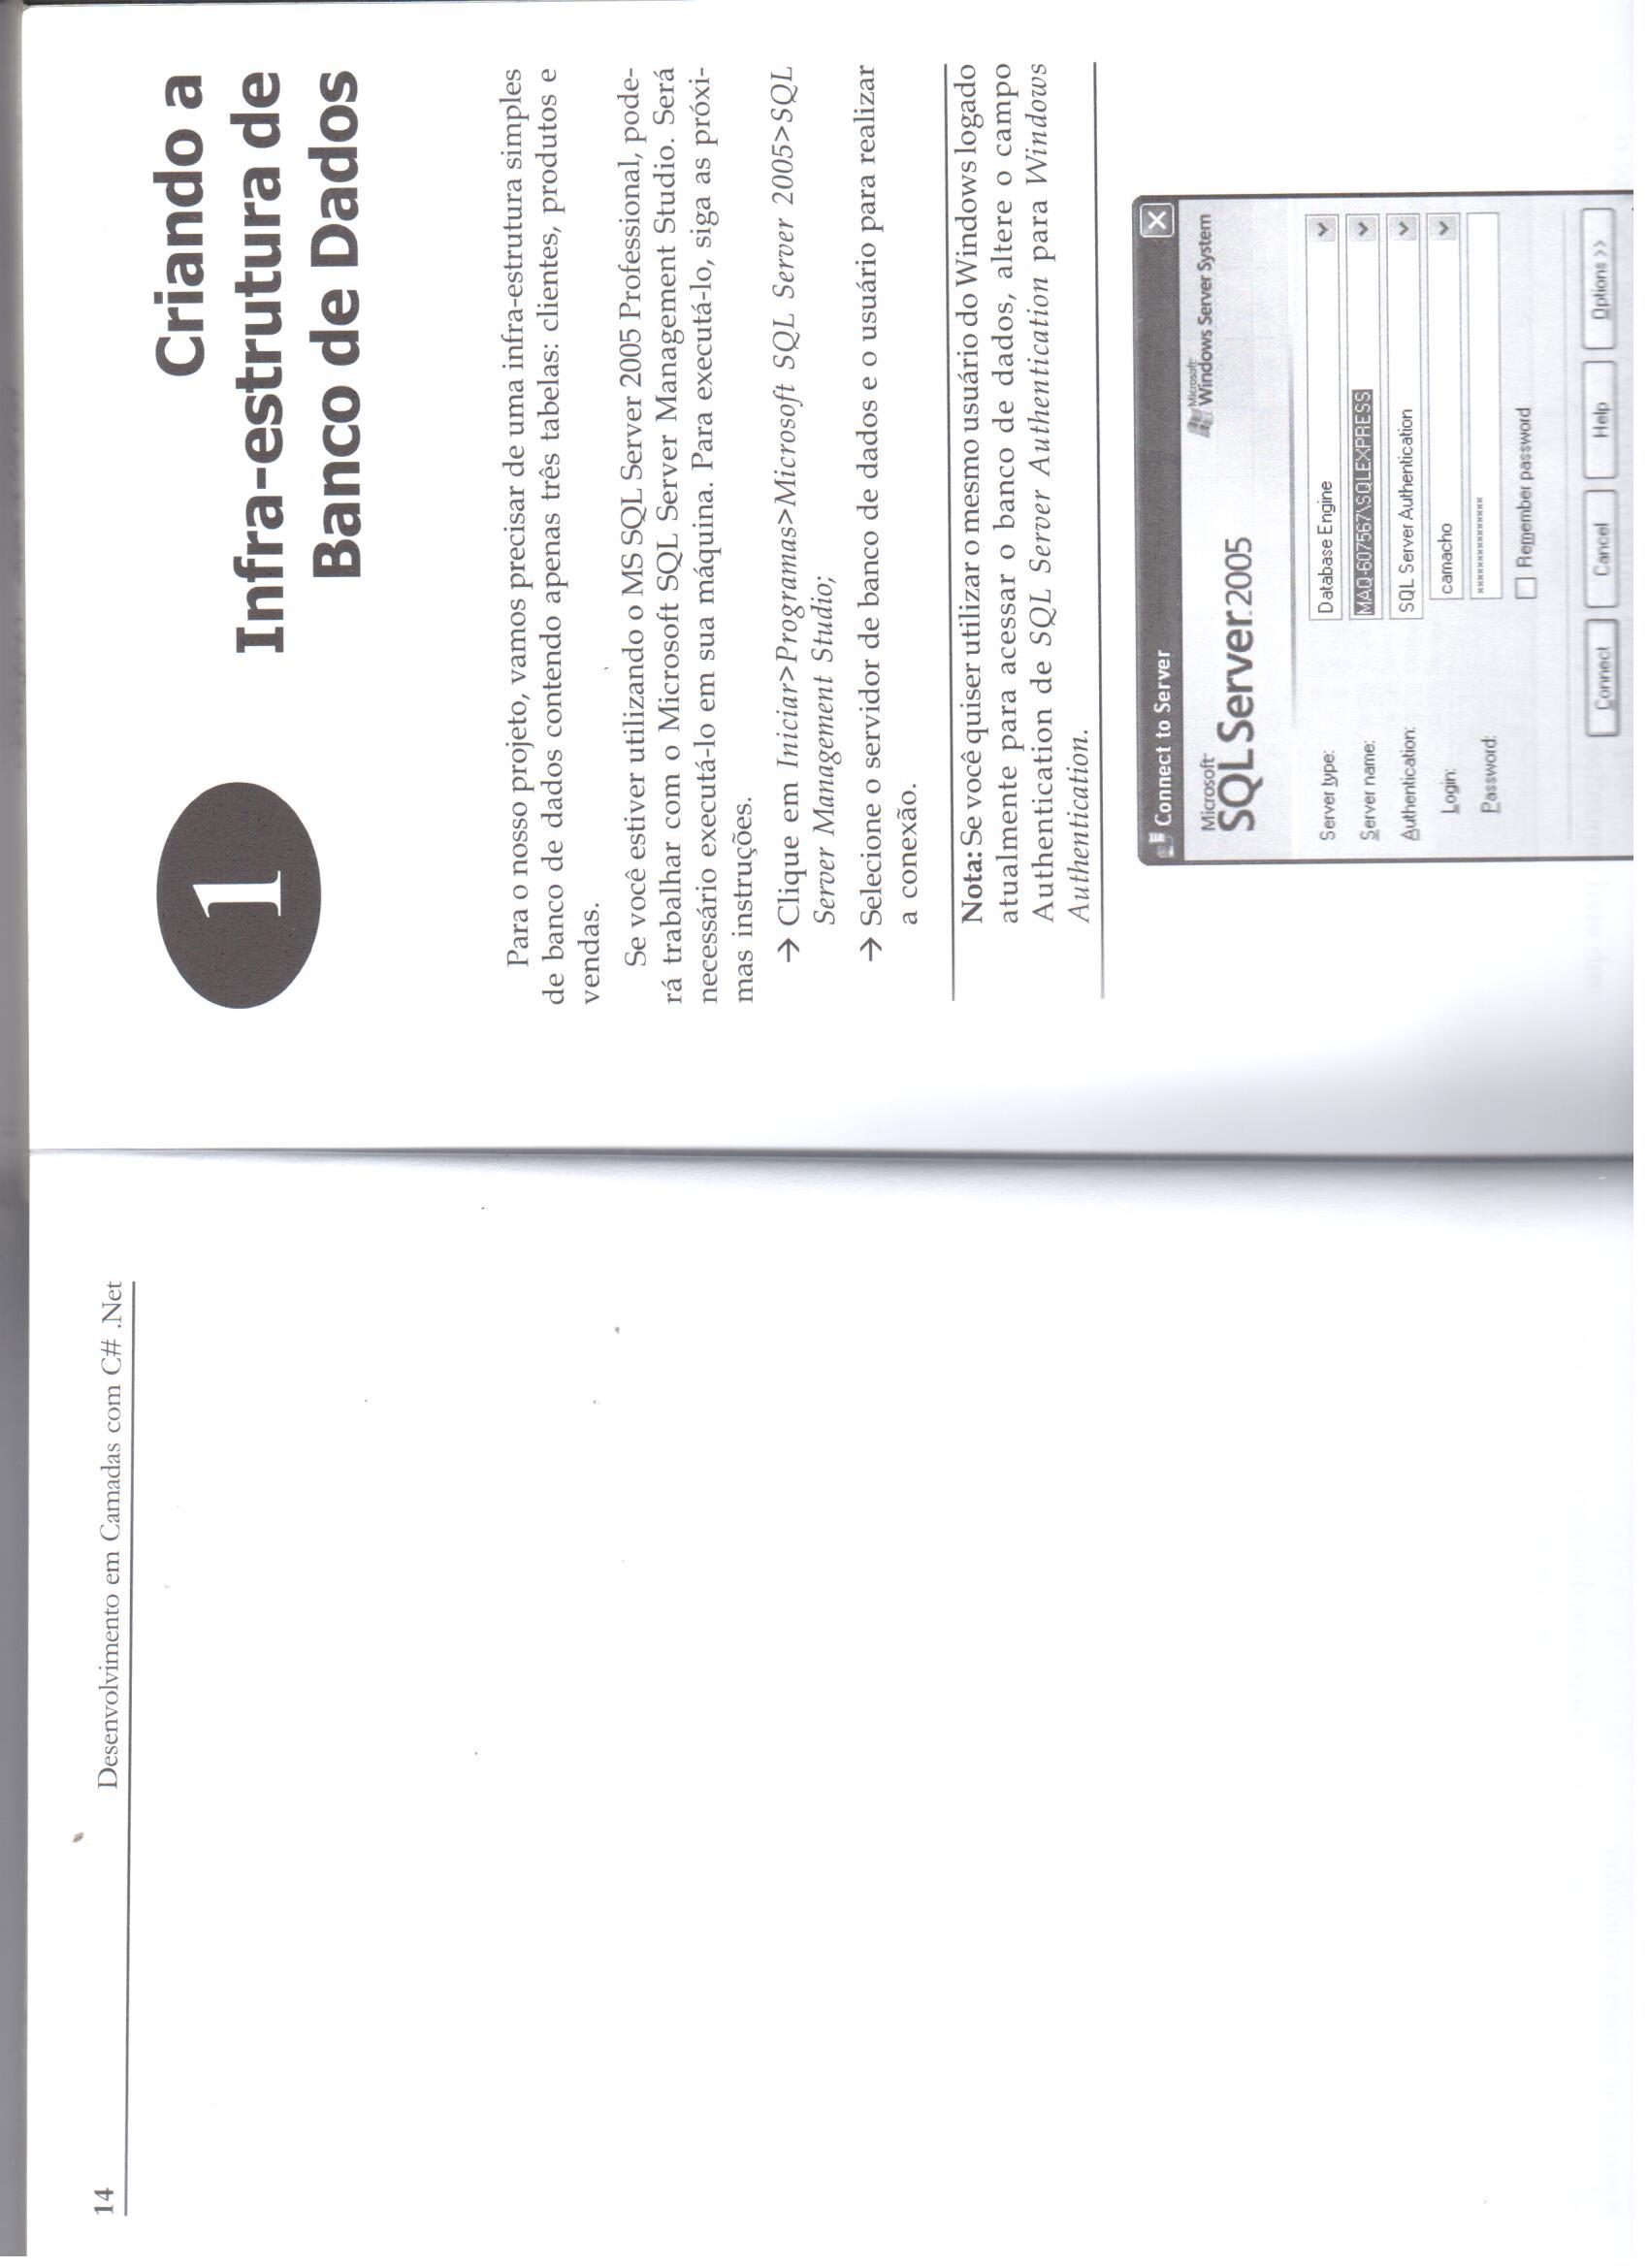 14
Desenvolvimento em Camadas com C# .Net
1
Criando a
Infra-estrutura de
Banco de Dados
Para o nosso projeto, vamos precisar de uma infra-estrutura simples
de banco de dados contendo apenas três tabelas: clientes, produtos e
vendas.
Se você estiver utilizando o MS SQL Server 2005 Professional, pode-
rá trabalhar com o Microsoft SQL Server Management Studio. Será
necessário executá-lo em sua máquina. Para executá-lo, siga as próxi-
mas instruções.
→ Clique em Iniciar>Programas>Microsoft SQL Server 2005>SQL
Server Management Studio;
→ Selecione o servidor de banco de dados e o usuário para realizar
a conexão.
Nota: Se você quiser utilizar o mesmo usuário do Windows logado
atualmente para acessar o banco de dados, altere o campo
Authentication de SQL Server Authentication para Windows
Authentication.
Connect to Server
Microsoft
Windows Server System
Microsoft
SQL Server 2005
Server type: Database Engine
Server name: MAQ-607567\SQLEXPRESS
Authentication: SQL Server Authentication
Login: camacho
Password: ***************
Remember password
Connect Cancel Help Options >>